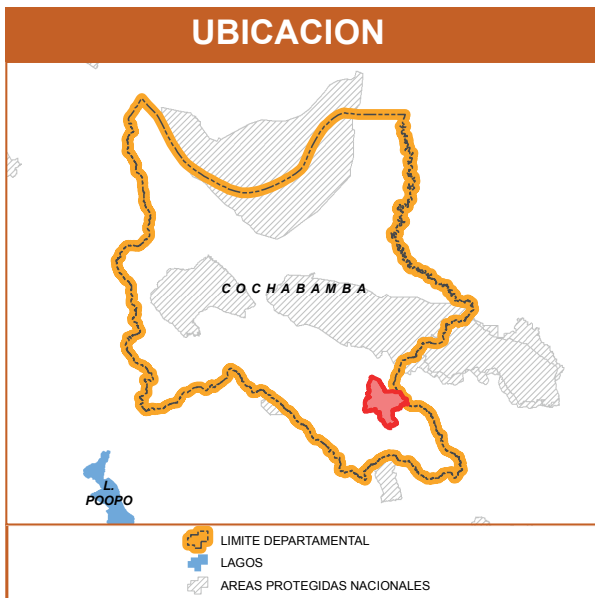 UBICACION
COCHABAMBA
L.
POOPO
LIMITE DEPARTAMENTAL
LAGOS
AREAS PROTEGIDAS NACIONALES